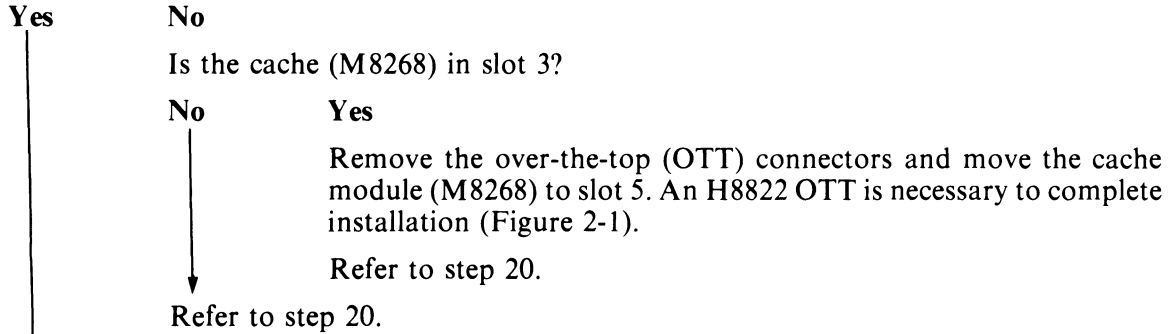 Yes No
Is the cache (M8268) in slot 3?
No Yes
Remove the over-the-top (OTT) connectors and move the cache
module (M8268) to slot 5. An H8822 OTT is necessary to complete
installation (Figure 2-1).
Refer to step 20.
Refer to step 20.